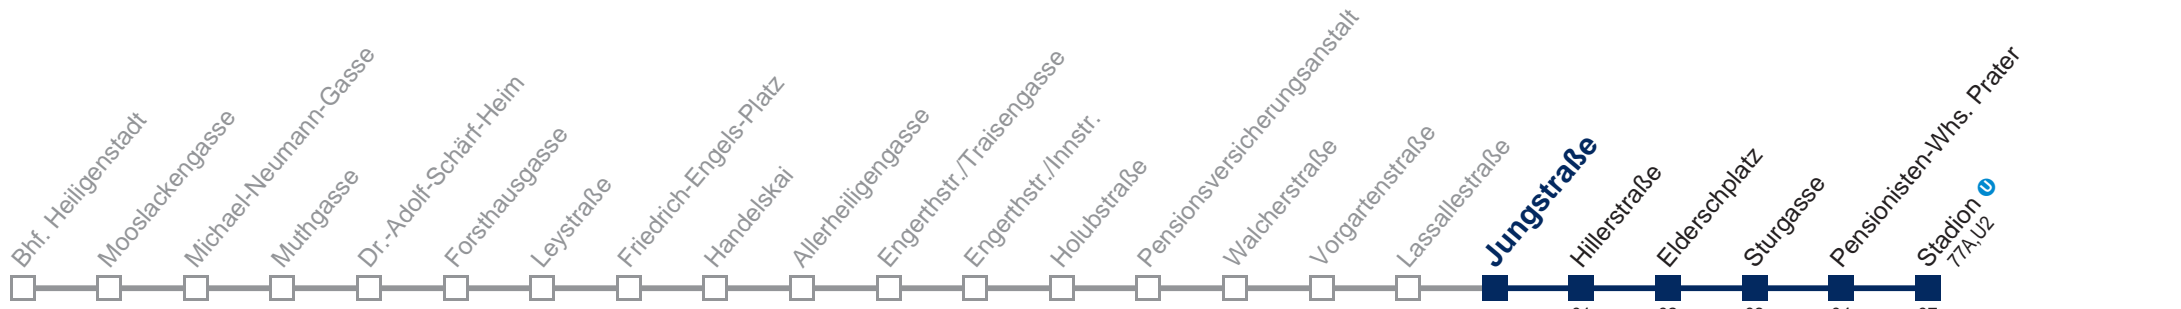 Bhf. Heiligenstadt
Mooslackengasse
Michael-Neumann-Gasse
Muthgasse
Dr.-Adolf-Schärf-Heim
Forsthausgasse
Leystraße
Friedrich-Engels-Platz
Handelskai
Allerheiligengasse
Engerthstr./Traisengasse
Engerthstr./Innstr.
Holubstraße
Pensionsversicherungsanstalt
Walcherstraße
Vorgartenstraße
Lassallestraße
Jungstraße
Hillerstraße
Elderschplatz
Sturgasse
Pensionisten-Whs. Prater
Stadion U
77A,U2